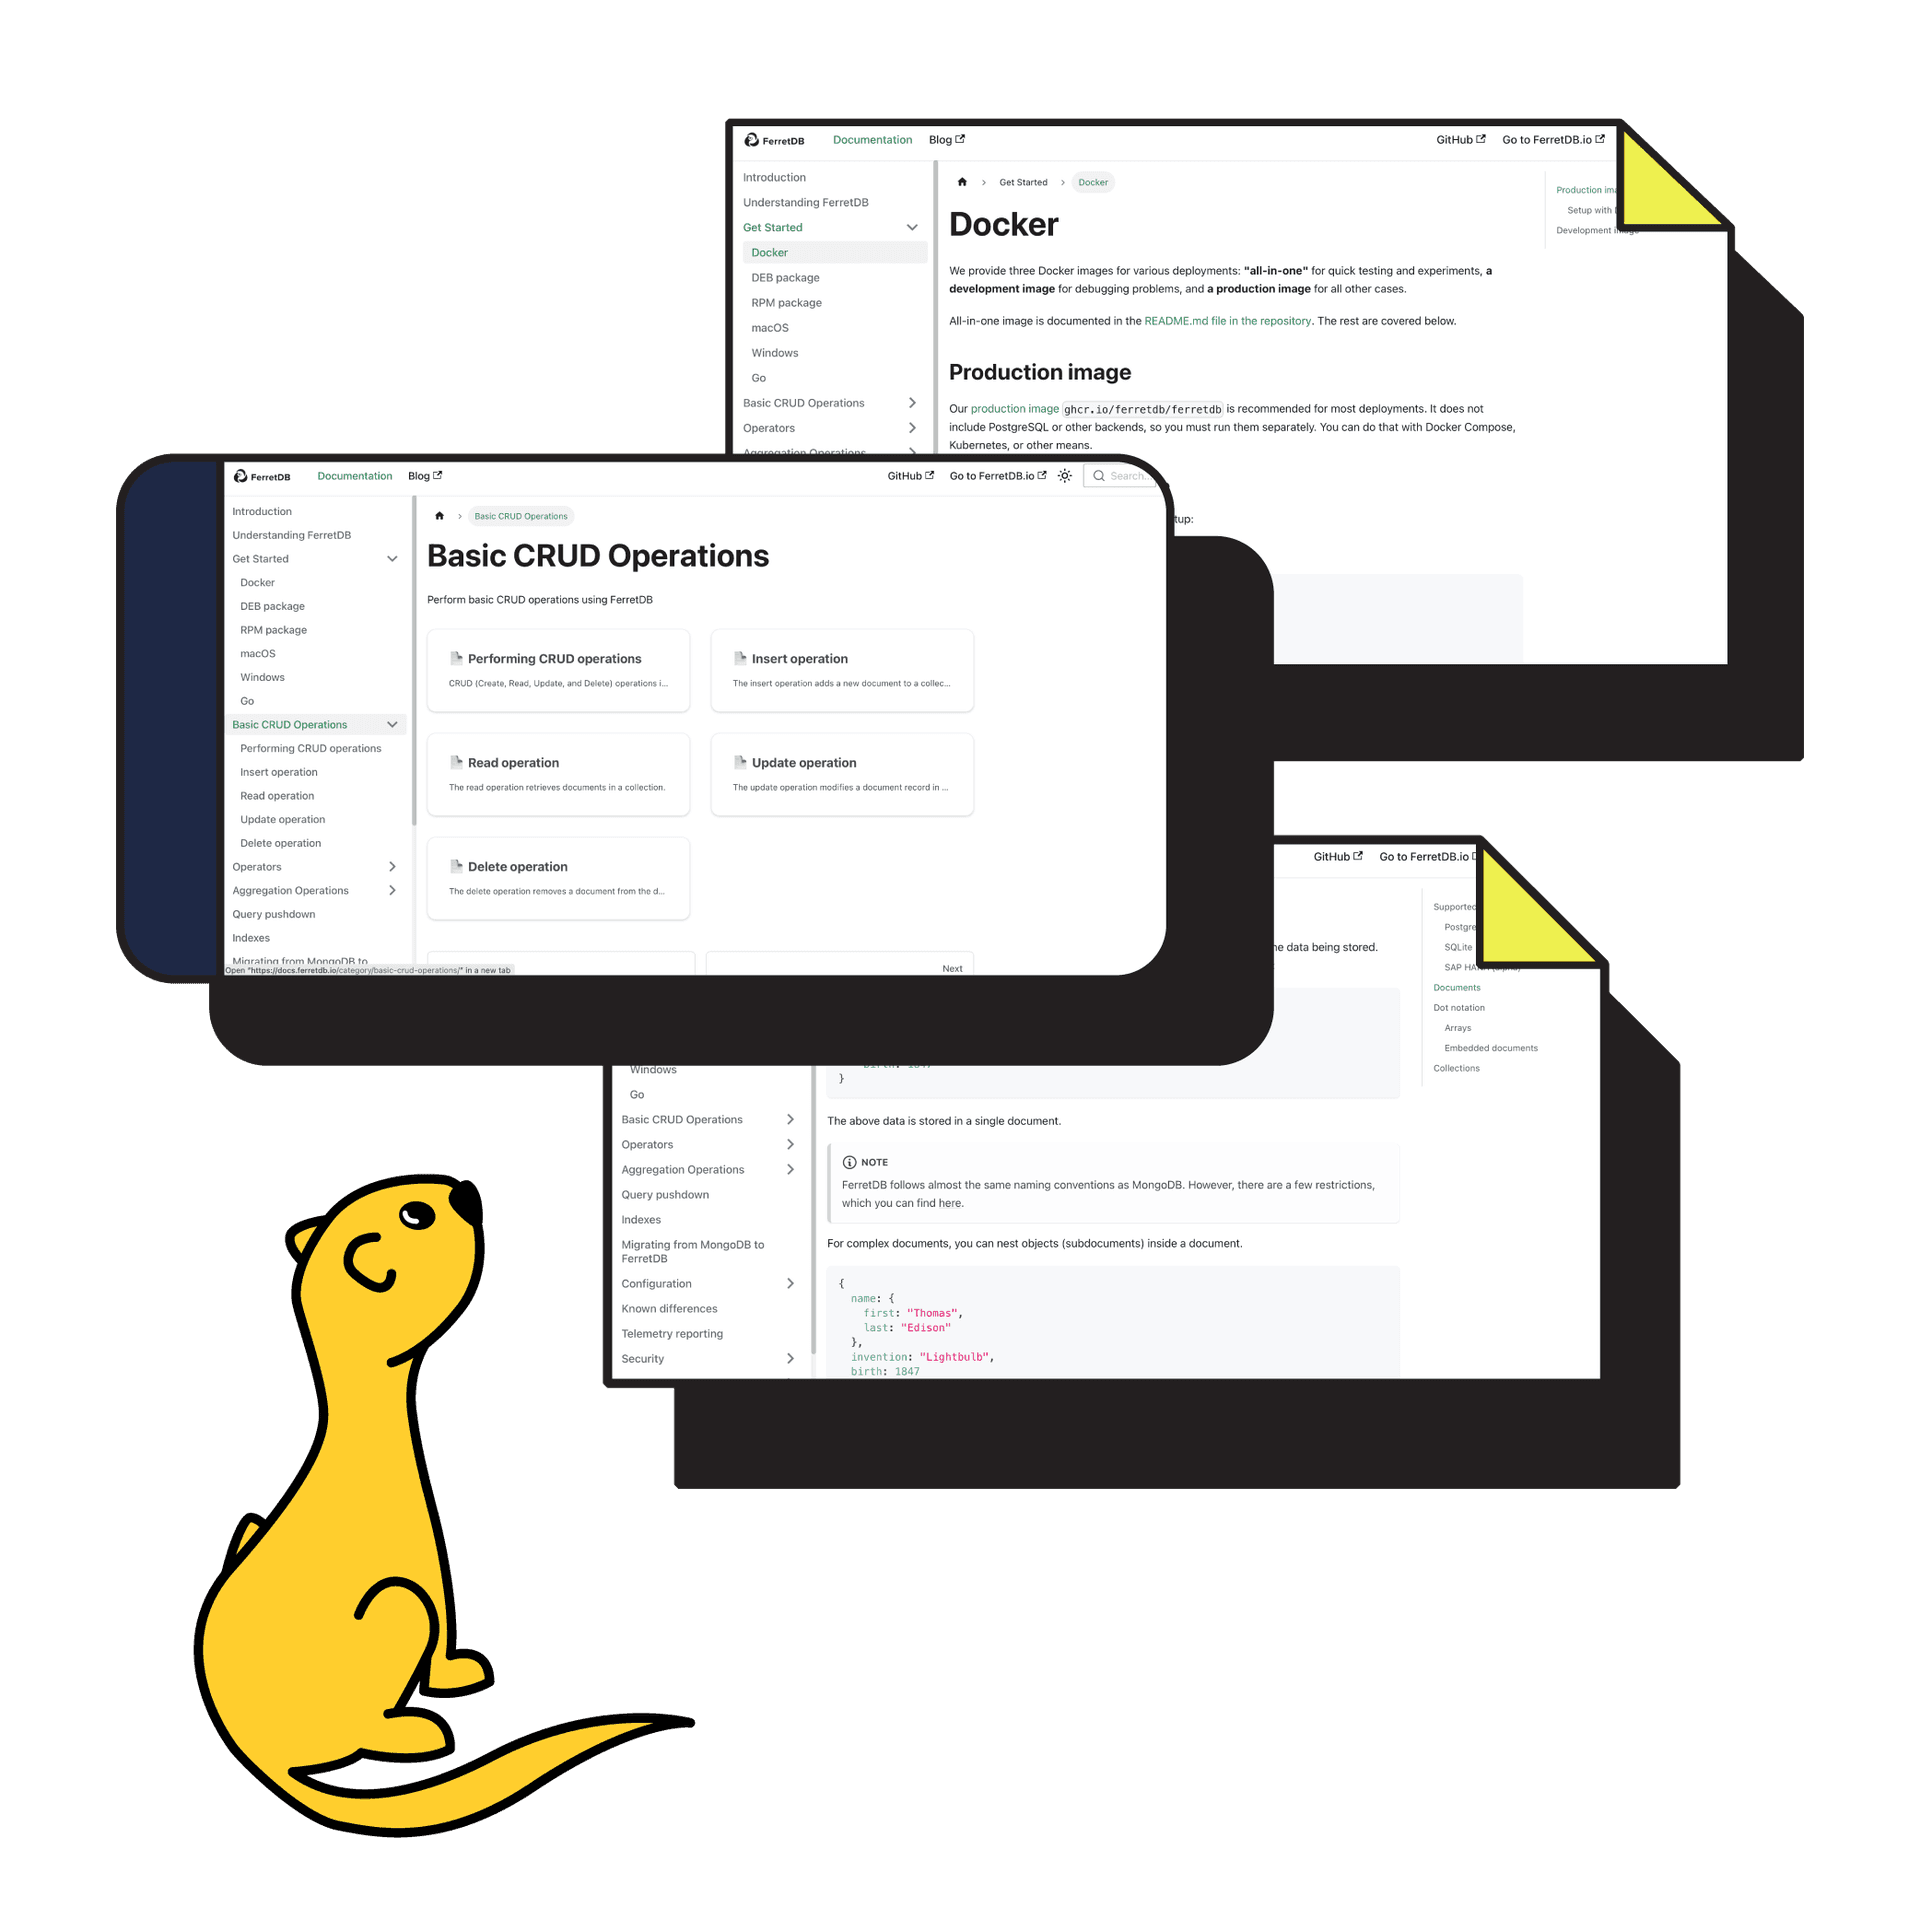 FerretDB Documentation Blog GitHub Go to FerretDB.io
Introduction
Understanding FerretDB
Get Started
Docker
DEB package
RPM package
macOS
Windows
Go
Basic CRUD Operations
Operators
Aggregation Operations
Get Started Docker
Docker
We provide three Docker images for various deployments: "all-in-one" for quick testing and experiments, a
development image for debugging problems, and a production image for all other cases.
All-in-one image is documented in the README.md file in the repository. The rest are covered below.
Production image
Our production image ghcr.io/ferretdb/ferretdb is recommended for most deployments. It does not
include PostgreSQL or other backends, so you must run them separately. You can do that with Docker Compose,
Kubernetes, or other means.
tup:
Production
Setup with
Development
FerretDB Documentation Blog GitHub Go to FerretDB.io Search
Introduction
Understanding FerretDB
Get Started
Docker
DEB package
RPM package
macOS
Windows
Go
Basic CRUD Operations
Performing CRUD operations
Insert operation
Read operation
Update operation
Delete operation
Operators
Aggregation Operations
Query pushdown
Indexes
Migrating from MongoDB to
Open "https://docs.ferretdb.io/category/basic-crud-operations/" in a new tab
Basic CRUD Operations
Basic CRUD Operations
Perform basic CRUD operations using FerretDB
Performing CRUD operations
CRUD (Create, Read, Update, and Delete) operations i...
Insert operation
The insert operation adds a new document to a collec...
Read operation
The read operation retrieves documents in a collection.
Update operation
The update operation modifies a document record in ...
Delete operation
The delete operation removes a document from the d...
Next
GitHub Go to FerretDB.io
data being stored.
Windows
Go
Basic CRUD Operations
Operators
Aggregation Operations
Query pushdown
Indexes
Migrating from MongoDB to
FerretDB
Configuration
Known differences
Telemetry reporting
Security
}
The above data is stored in a single document.
NOTE
FerretDB follows almost the same naming conventions as MongoDB. However, there are a few restrictions,
which you can find here.
For complex documents, you can nest objects (subdocuments) inside a document.
{
name: {
first: "Thomas",
last: "Edison"
},
invention: "Lightbulb",
birth: 1847
Supported
Postgre
SQLite
SAP HA
Documents
Dot notation
Arrays
Embedded documents
Collections